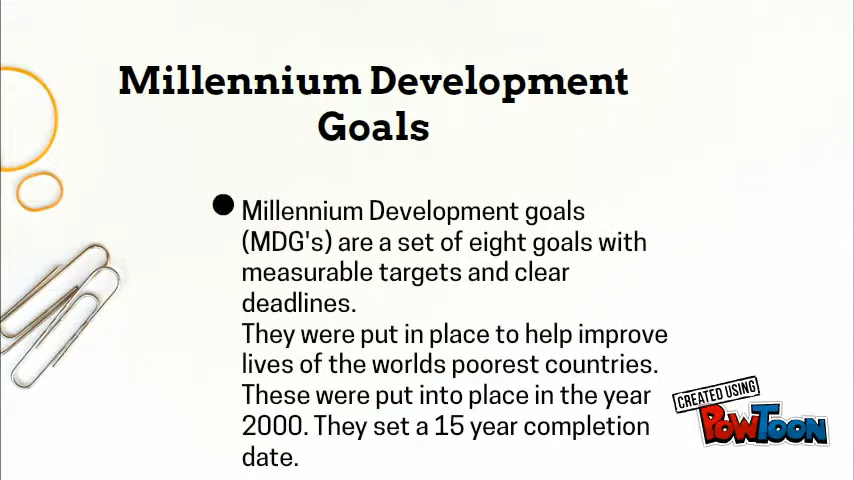 Millennium Development
Goals
Millennium Development goals
(MDG's) are a set of eight goals with
measurable targets and clear
deadlines.
They were put in place to help improve
lives of the worlds poorest countries.
These were put into place in the year
2000. They set a 15 year completion
date.
CREATED USING
POWTOON